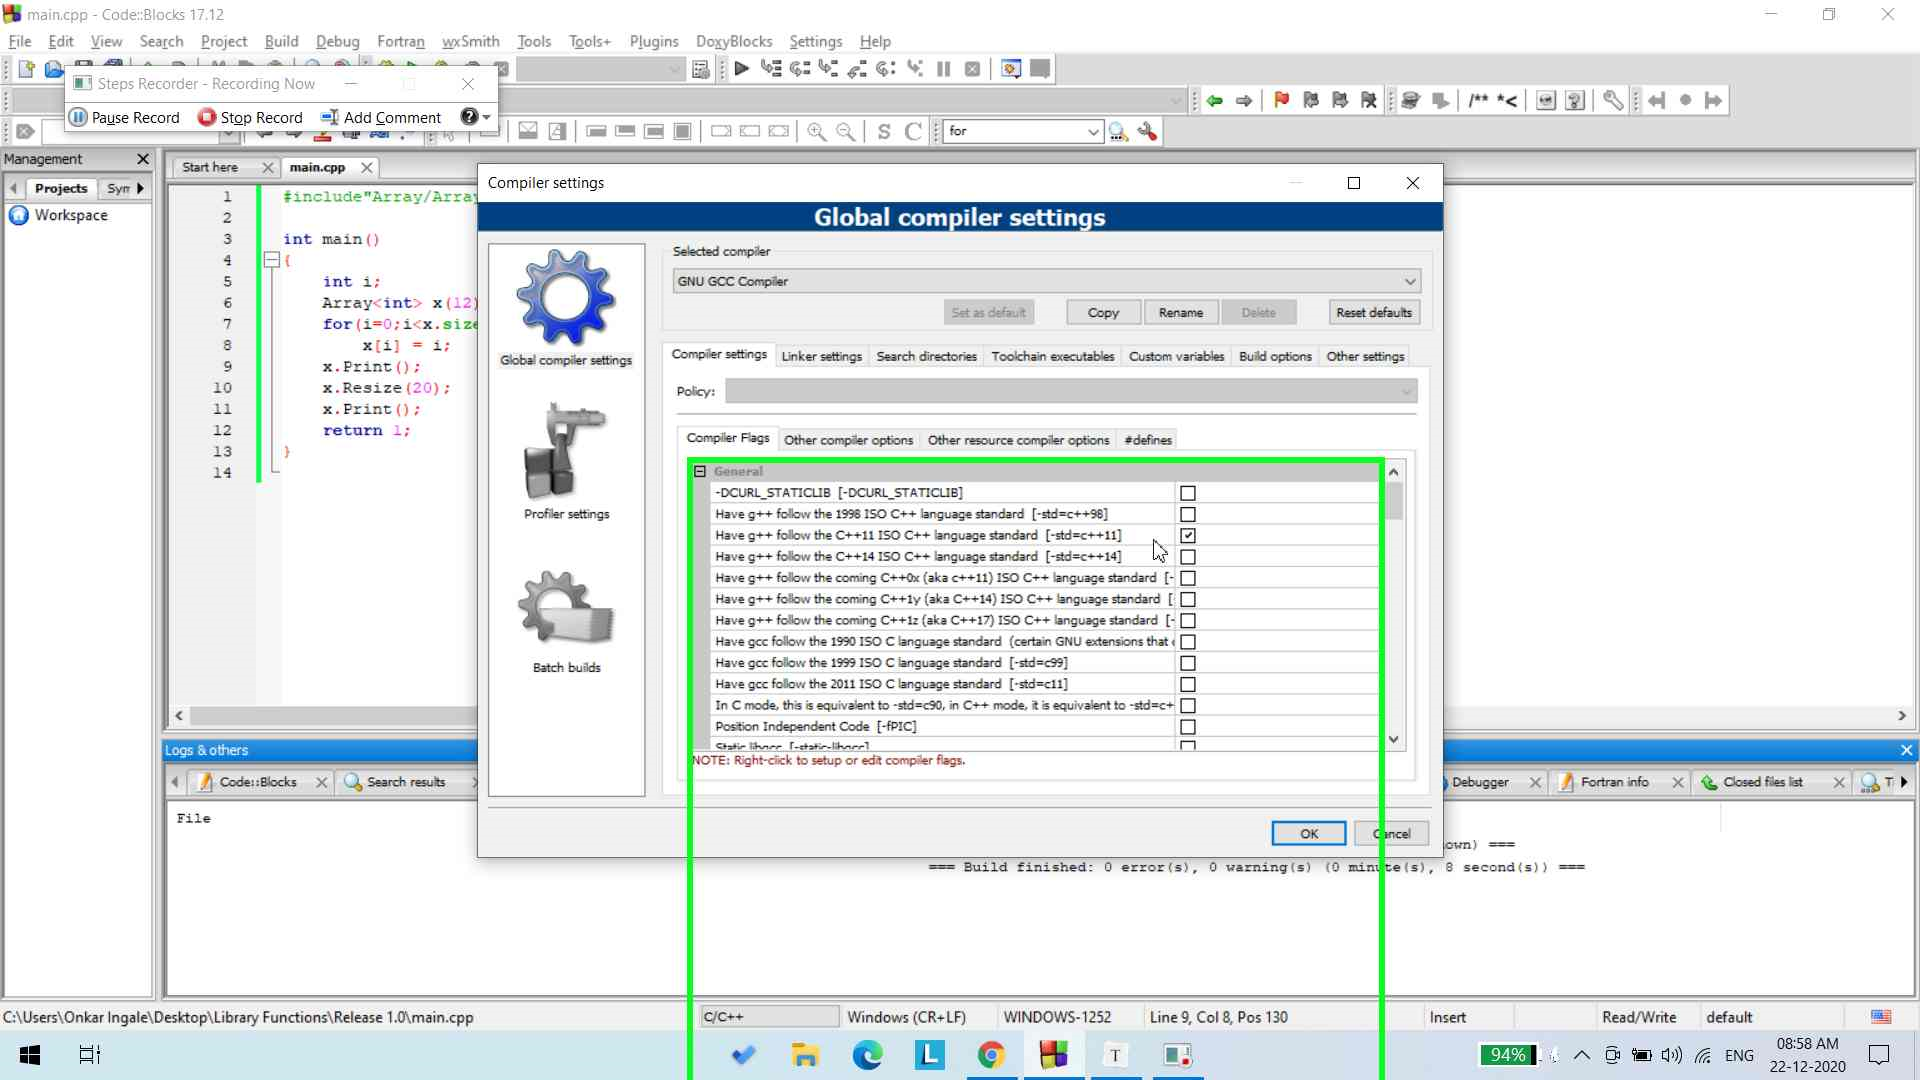 main.cpp - Code::Blocks 17.12
File Edit View Search Project Build Debug Fortran wxSmith Tools Tools+ Plugins DoxyBlocks Settings Help
Steps Recorder - Recording Now
Pause Record Stop Record Add Comment
/** *<
S C for
Management
Projects
Workspace
Start here main.cpp
1 #include"Array/Array
2
3 int main()
4 {
5 int i;
6 Array<int> x(12)
7 for(i=0;i<x.size
8 x[i] = i;
9 x.Print();
10 x.Resize(20);
11 x.Print();
12 return 1;
13 }
14
Compiler settings
Global compiler settings
Global compiler settings
Profiler settings
Batch builds
Selected compiler
GNU GCC Compiler
Set as default Copy Rename Delete Reset defaults
Compiler settings Linker settings Search directories Toolchain executables Custom variables Build options Other settings
Policy:
Compiler Flags Other compiler options Other resource compiler options #defines
General
-DCURL_STATICLIB [-DCURL_STATICLIB]
Have g++ follow the 1998 ISO C++ language standard [-std=c++98]
Have g++ follow the C++11 ISO C++ language standard [-std=c++11]
Have g++ follow the C++14 ISO C++ language standard [-std=c++14]
Have g++ follow the coming C++0x (aka c++11) ISO C++ language standard [-
Have g++ follow the coming C++1y (aka C++14) ISO C++ language standard [
Have g++ follow the coming C++1z (aka C++17) ISO C++ language standard [-
Have gcc follow the 1990 ISO C language standard (certain GNU extensions that
Have gcc follow the 1999 ISO C language standard [-std=c99]
Have gcc follow the 2011 ISO C language standard [-std=c11]
In C mode, this is equivalent to -std=c90, in C++ mode, it is equivalent to -std=c+
Position Independent Code [-fPIC]
Static libgcc [-static-libgcc]
NOTE: Right-click to setup or edit compiler flags.
OK Cancel
Logs & others
Code::Blocks Search results Debugger Fortran info Closed files list
File
own) ===
=== Build finished: 0 error(s), 0 warning(s) (0 minute(s), 8 second(s)) ===
C:\Users\Onkar Ingale\Desktop\Library Functions\Release 1.0\main.cpp C/C++ Windows (CR+LF) WINDOWS-1252 Line 9, Col 8, Pos 130 Insert Read/Write default
L T 94% ENG 08:58 AM
22-12-2020